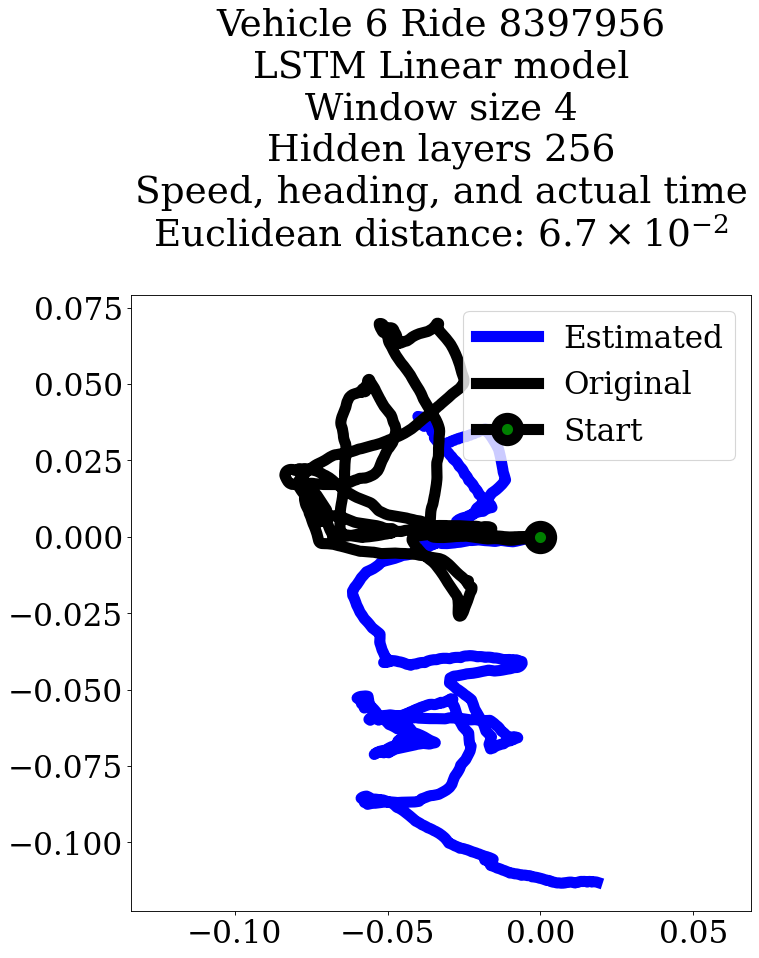 Vehicle 6 Ride 8397956
LSTM Linear model
Window size 4
Hidden layers 256
Speed, heading, and actual time
Euclidean distance: 6.7 × 10⁻²
0.075
0.050
0.025
0.000
−0.025
−0.050
−0.075
−0.100
Estimated
Original
Start
−0.10
−0.05
0.00
0.05